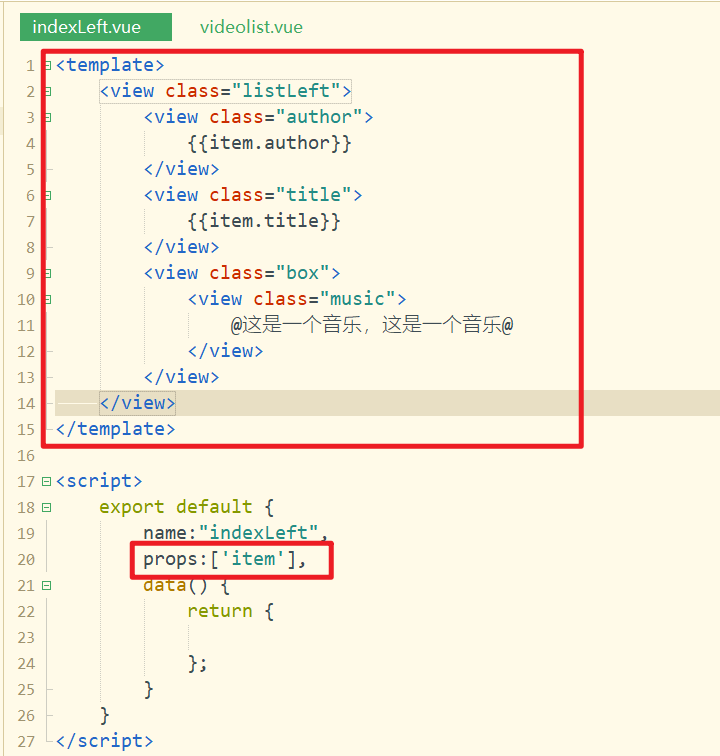 indexLeft.vue videolist.vue
1 <template>
2 <view class="listLeft">
3 <view class="author">
4 {{item.author}}
5 </view>
6 <view class="title">
7 {{item.title}}
8 </view>
9 <view class="box">
10 <view class="music">
11 @这是一个音乐，这是一个音乐@
12 </view>
13 </view>
14 </view>
15 </template>
16
17 <script>
18 export default {
19 name:"indexLeft",
20 props:['item'],
21 data() {
22 return {
23
24 };
25 }
26 }
27 </script>